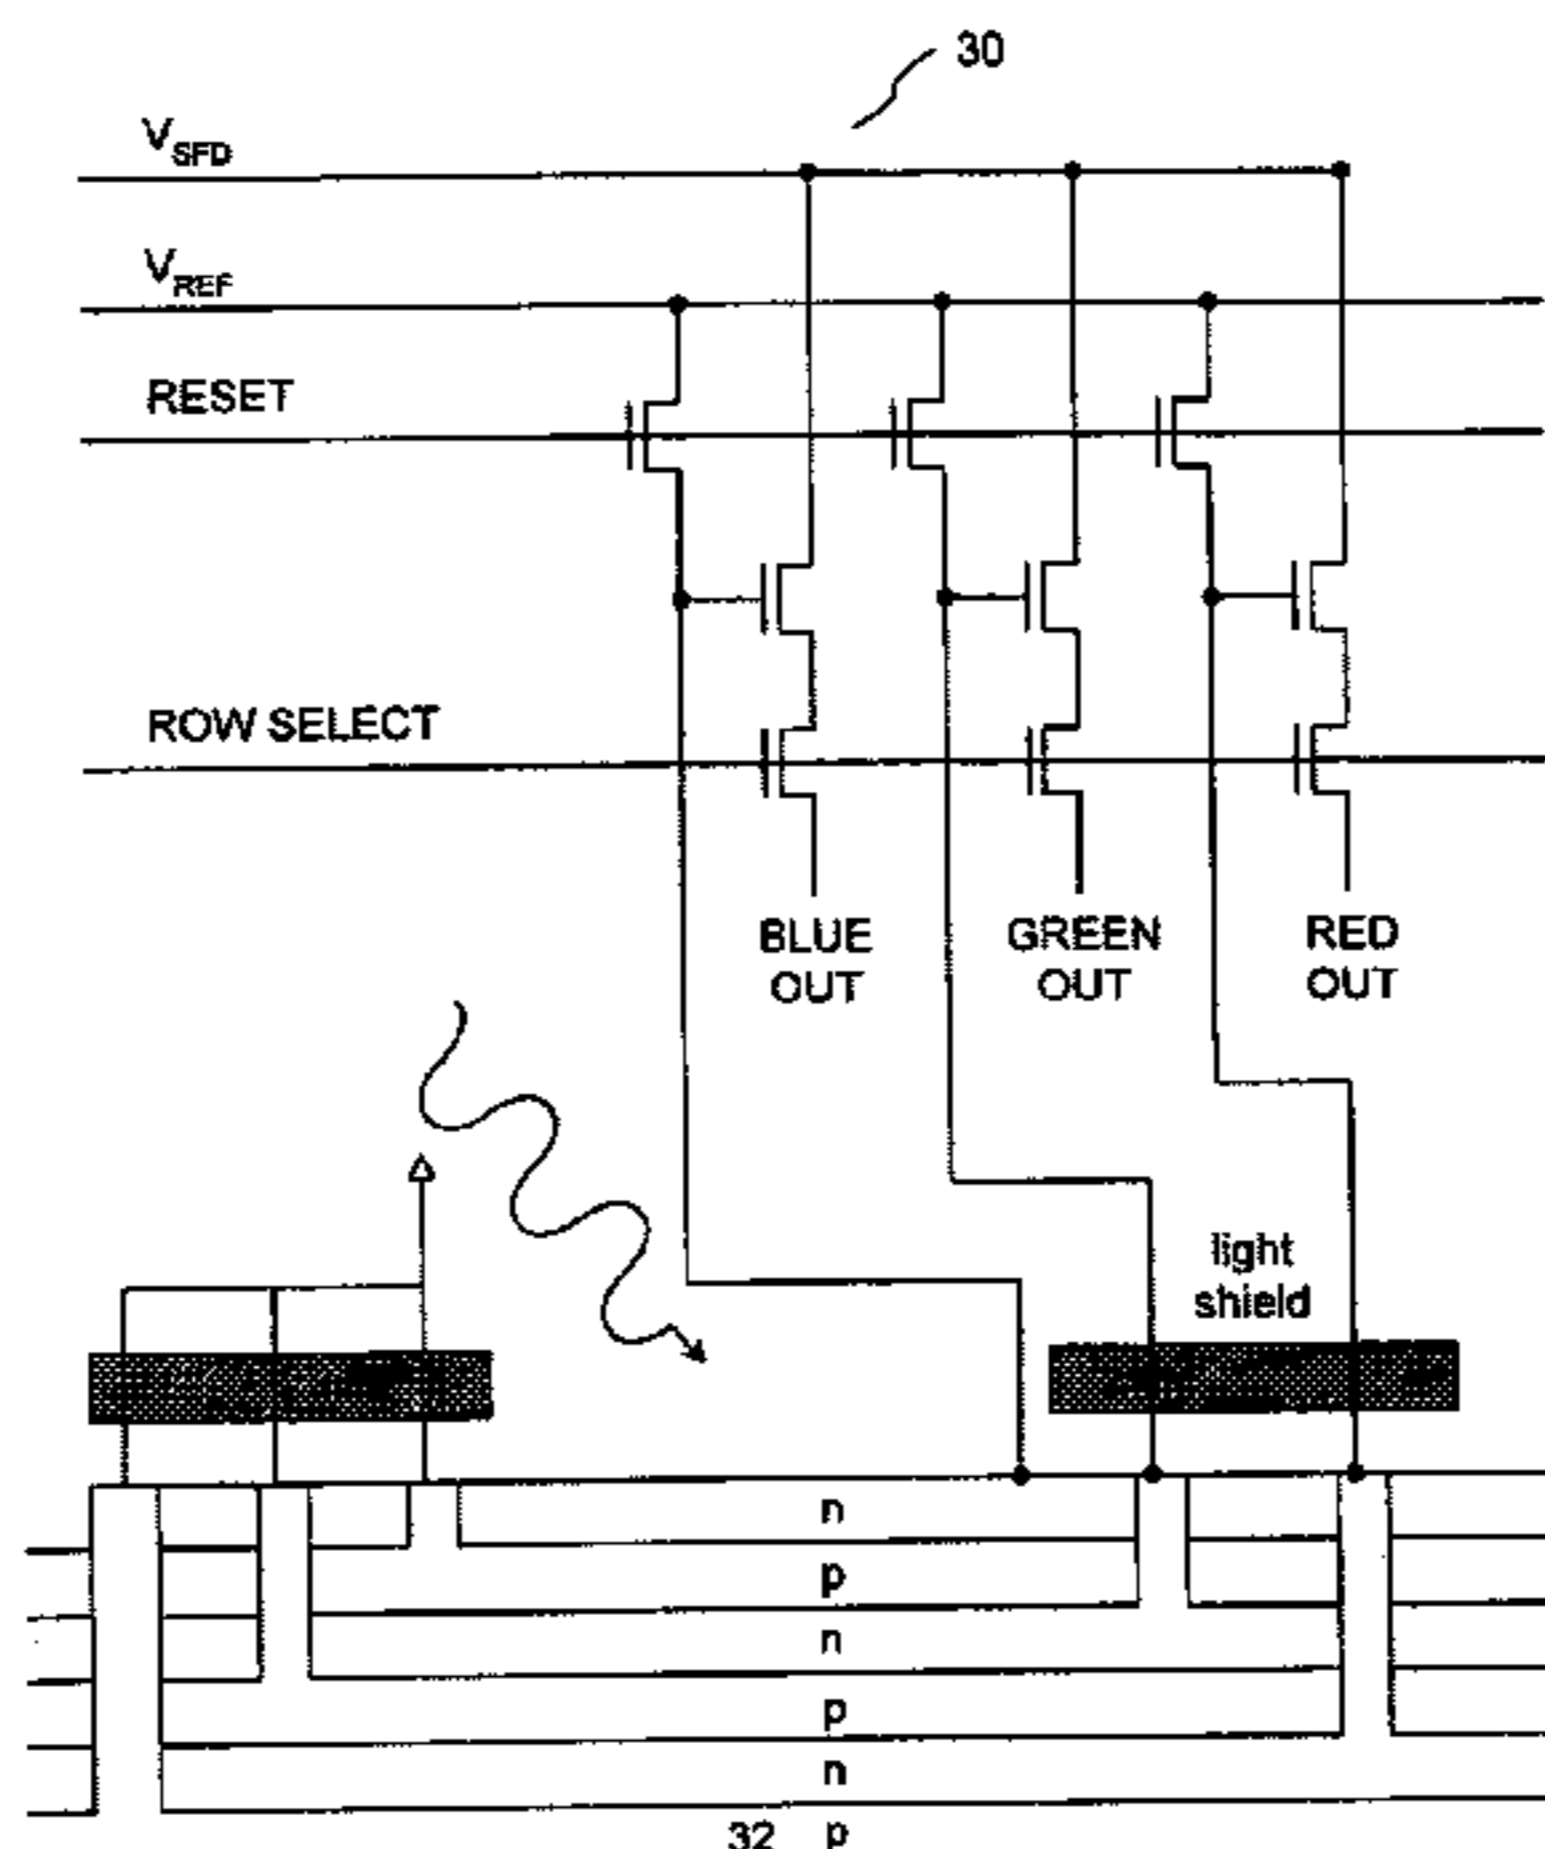 30
VSFD
VREF
RESET
ROW SELECT
BLUE OUT
GREEN OUT
RED OUT
light shield
n
p
n
p
n
32 p